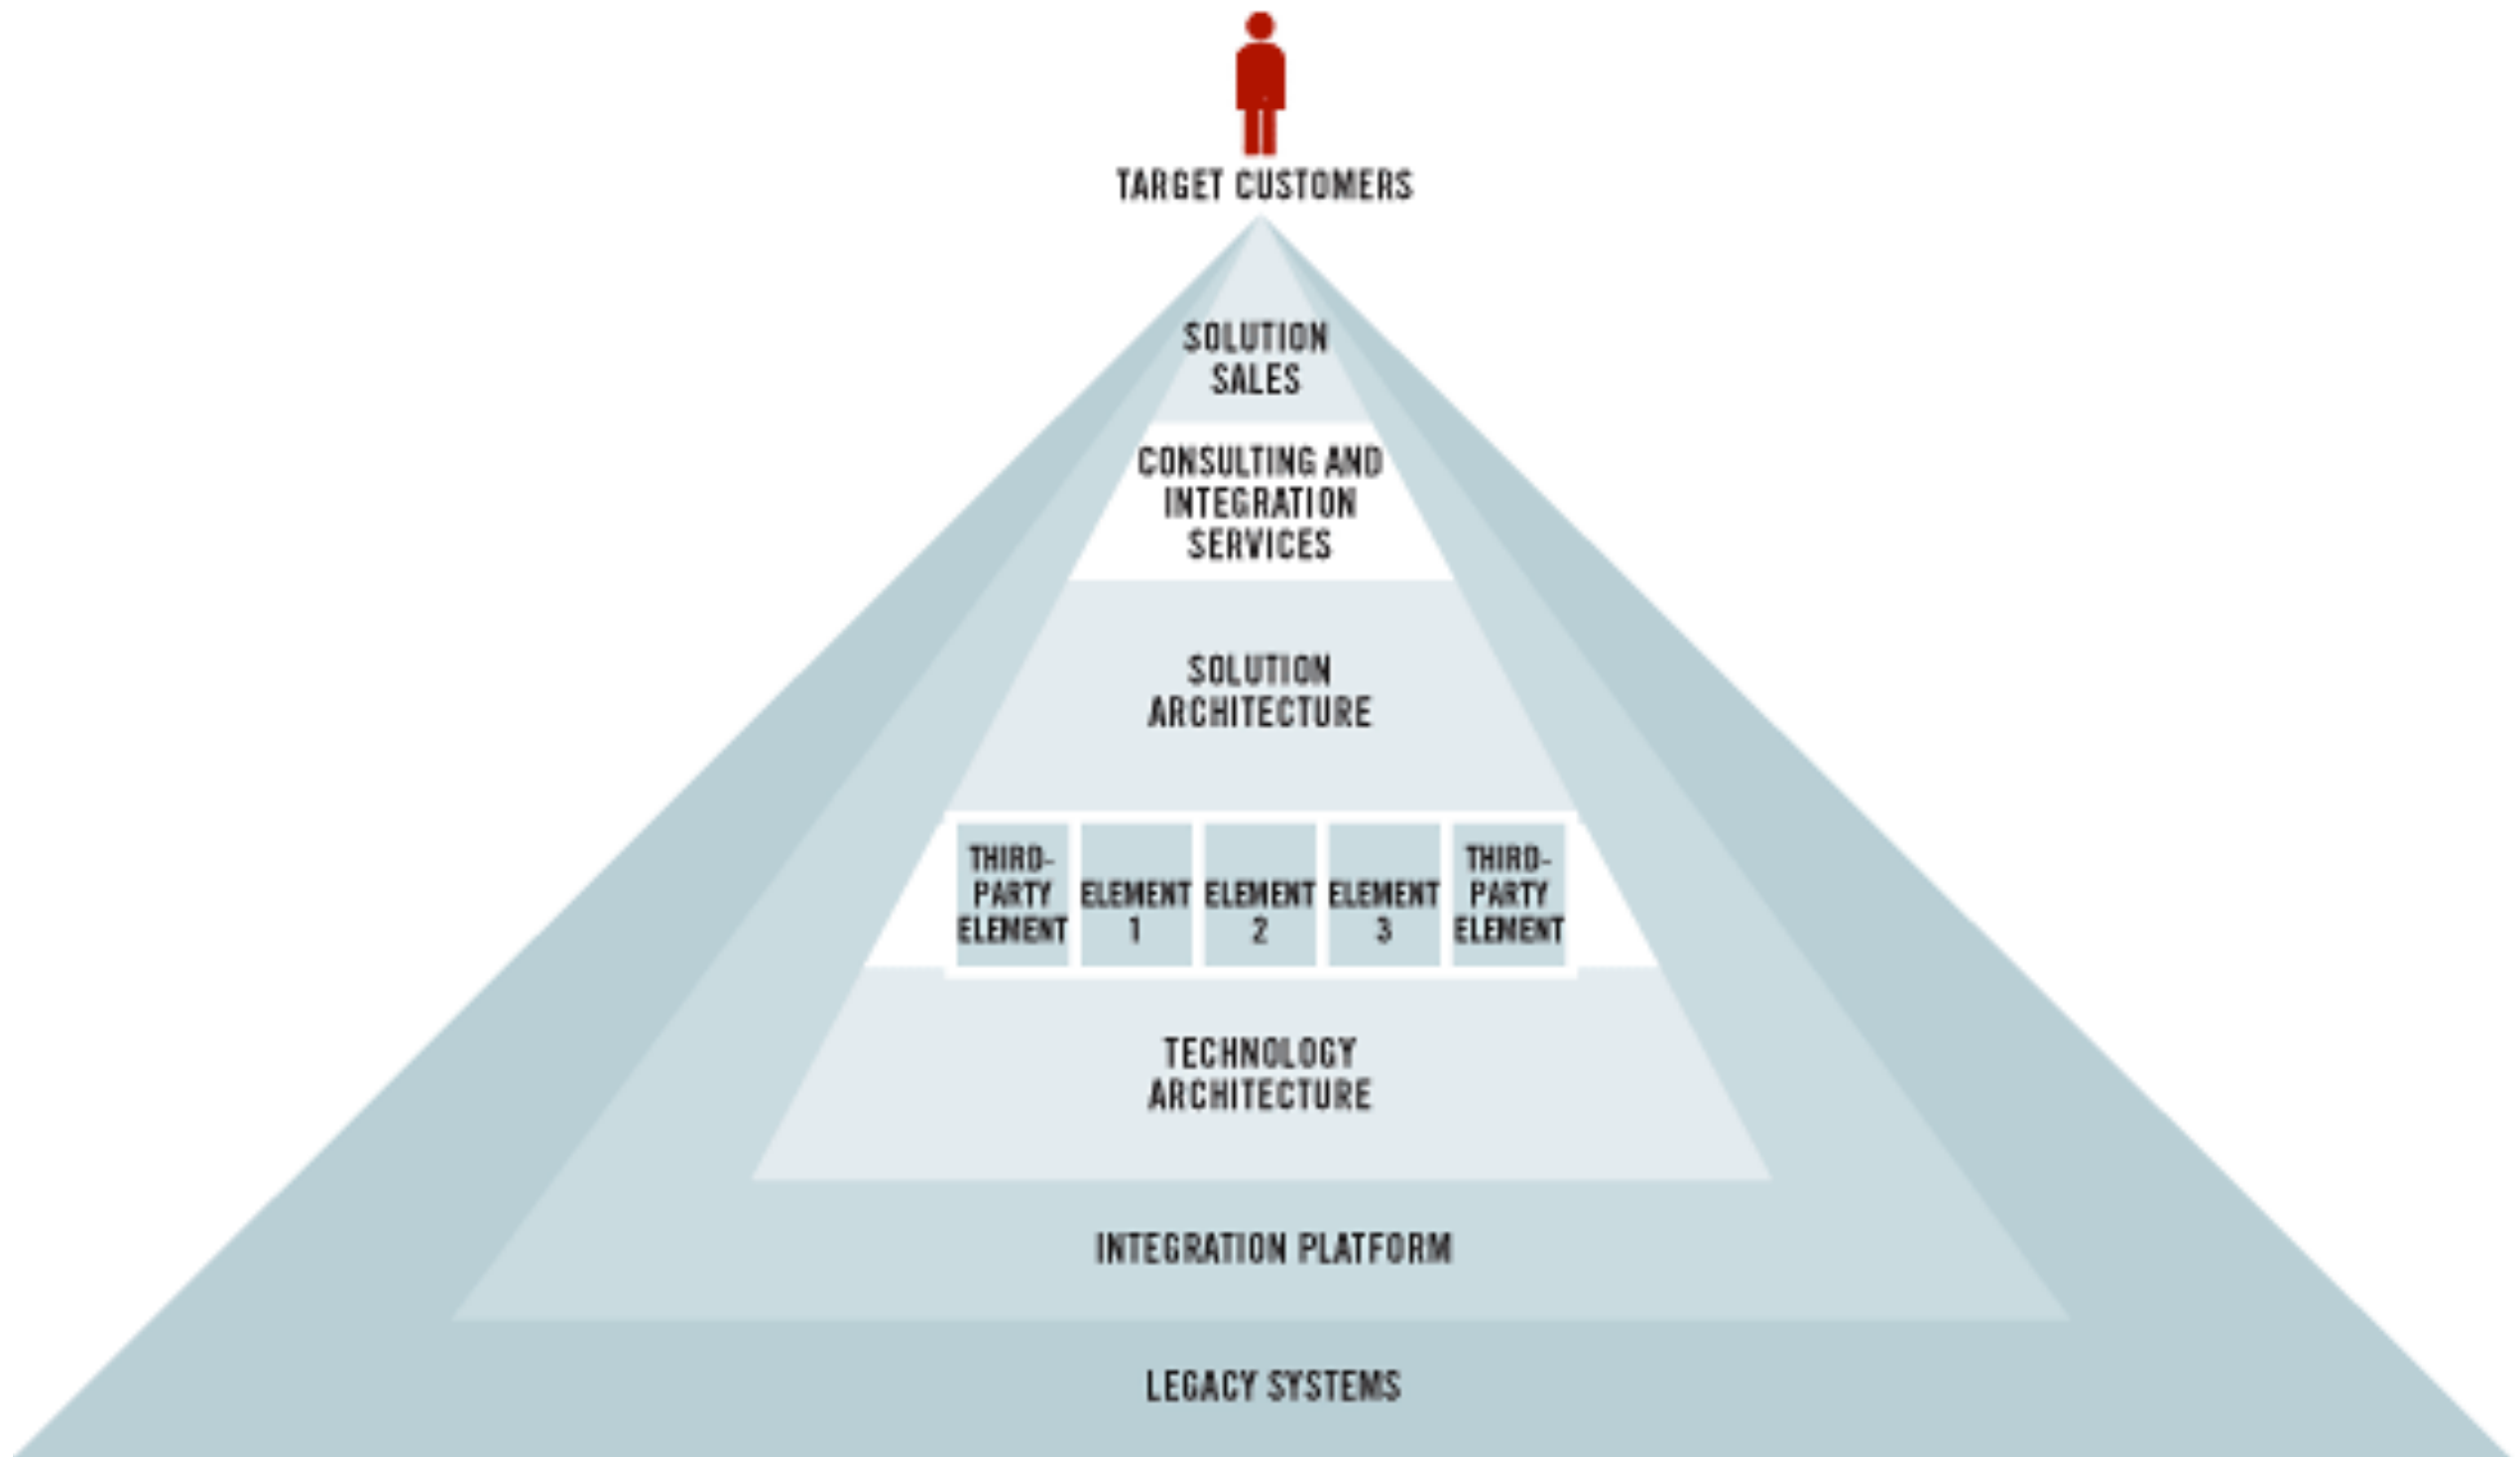 TARGET CUSTOMERS
SOLUTION
SALES
CONSULTING AND
INTEGRATION
SERVICES
SOLUTION
ARCHITECTURE
THIRD-
PARTY
ELEMENT
ELEMENT
1
ELEMENT
2
ELEMENT
3
THIRD-
PARTY
ELEMENT
TECHNOLOGY
ARCHITECTURE
INTEGRATION PLATFORM
LEGACY SYSTEMS